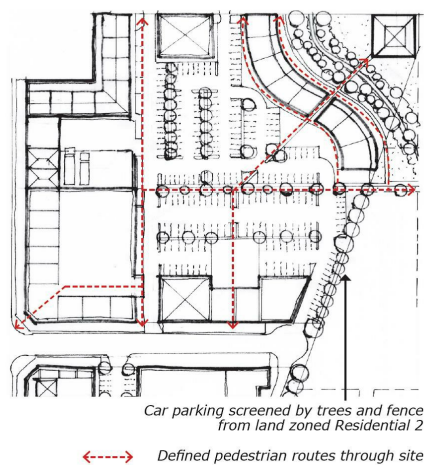 Car parking screened by trees and fence
from land zoned Residential 2
Defined pedestrian routes through site